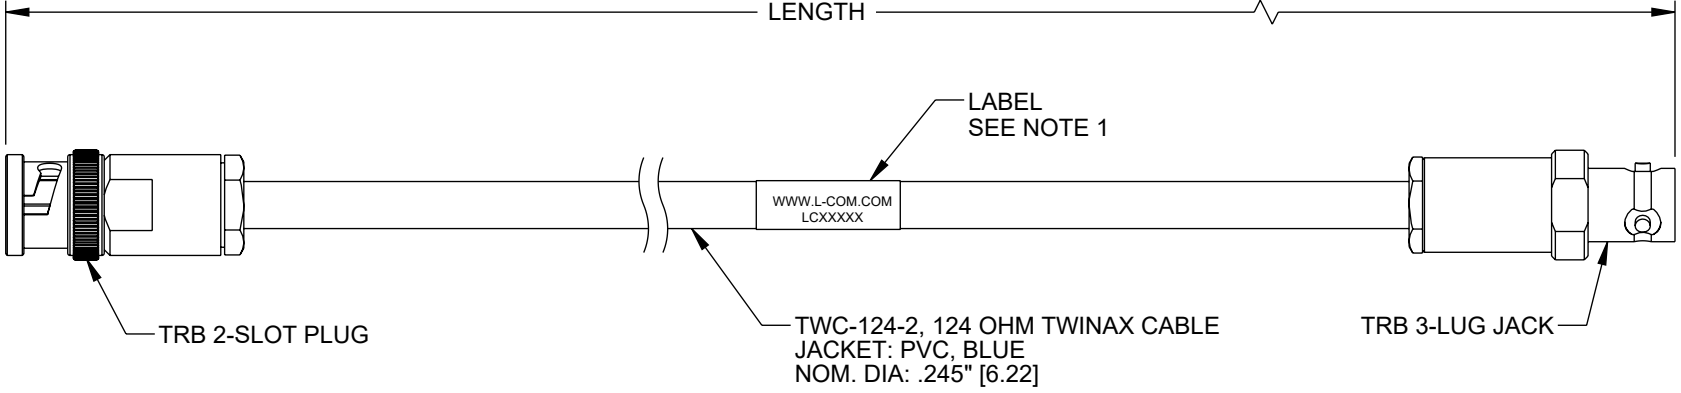 LENGTH
LABEL
SEE NOTE 1
WWW.L-COM.COM
LCXXXXX
TRB 2-SLOT PLUG
TWC-124-2, 124 OHM TWINAX CABLE
JACKET: PVC, BLUE
NOM. DIA: .245" [6.22]
TRB 3-LUG JACK